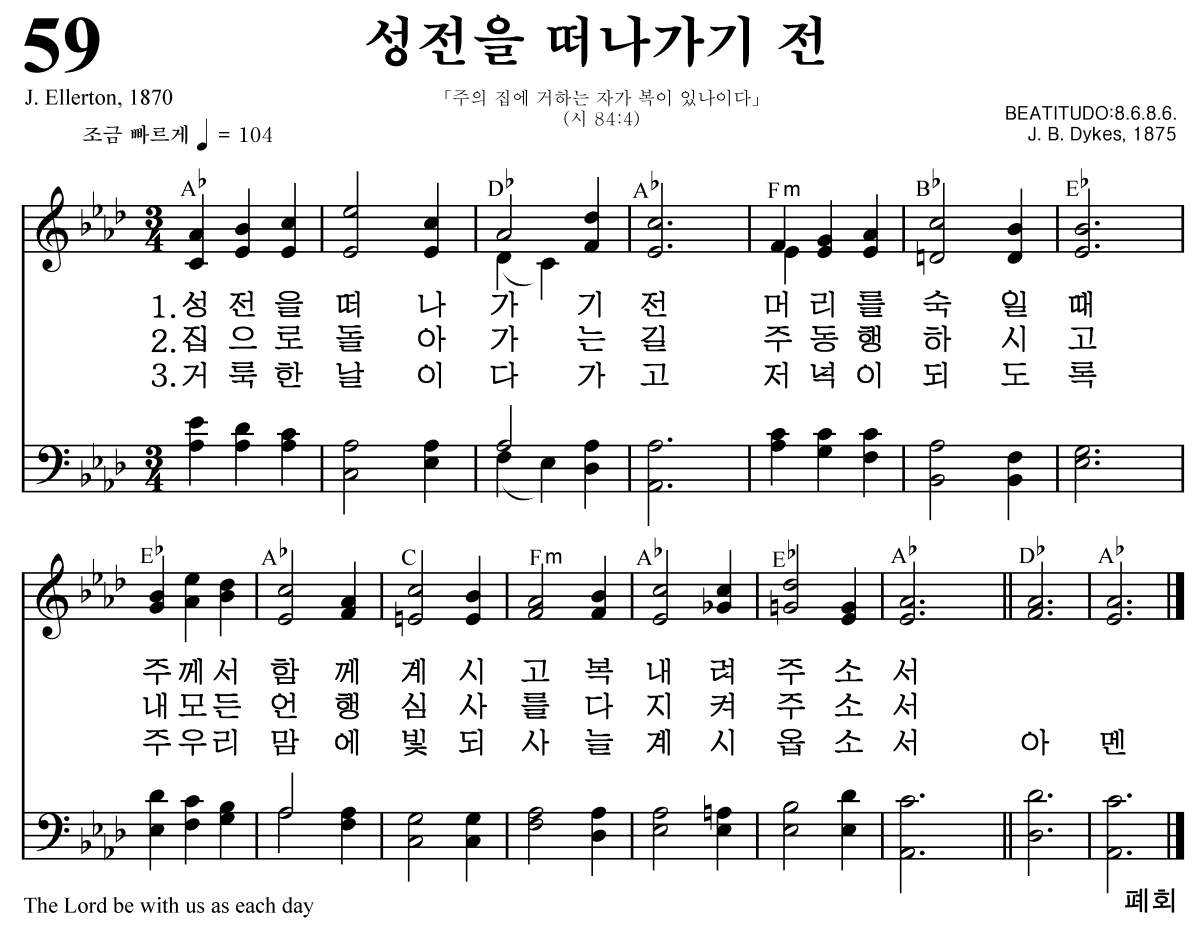 59
성전을 떠나가기 전
J. Ellerton, 1870
「주의 집에 거하는 자가 복이 있나이다」
(시 84:4)
BEATITUDO:8.6.8.6.
J. B. Dykes, 1875
조금 빠르게 ♩ = 104
A♭ D♭ A♭ Fm B♭ E♭
3 4
1.성 전 을 떠 나 가 기 전 머 리 를 숙 일 때
2.집 으 로 돌 아 가 는 길 주 동 행 하 시 고
3.거 룩 한 날 이 다 가 고 저 녁 이 되 도 록
3 4
E♭ A♭ C Fm A♭ E♭ A♭ D♭ A♭
주 께 서 함 께 계 시 고 복 내 려 주 소 서
내 모 든 언 행 심 사 를 다 지 켜 주 소 서
주 우 리 맘 에 빛 되 사 늘 계 시 옵 소 서 아 멘
The Lord be with us as each day
폐회